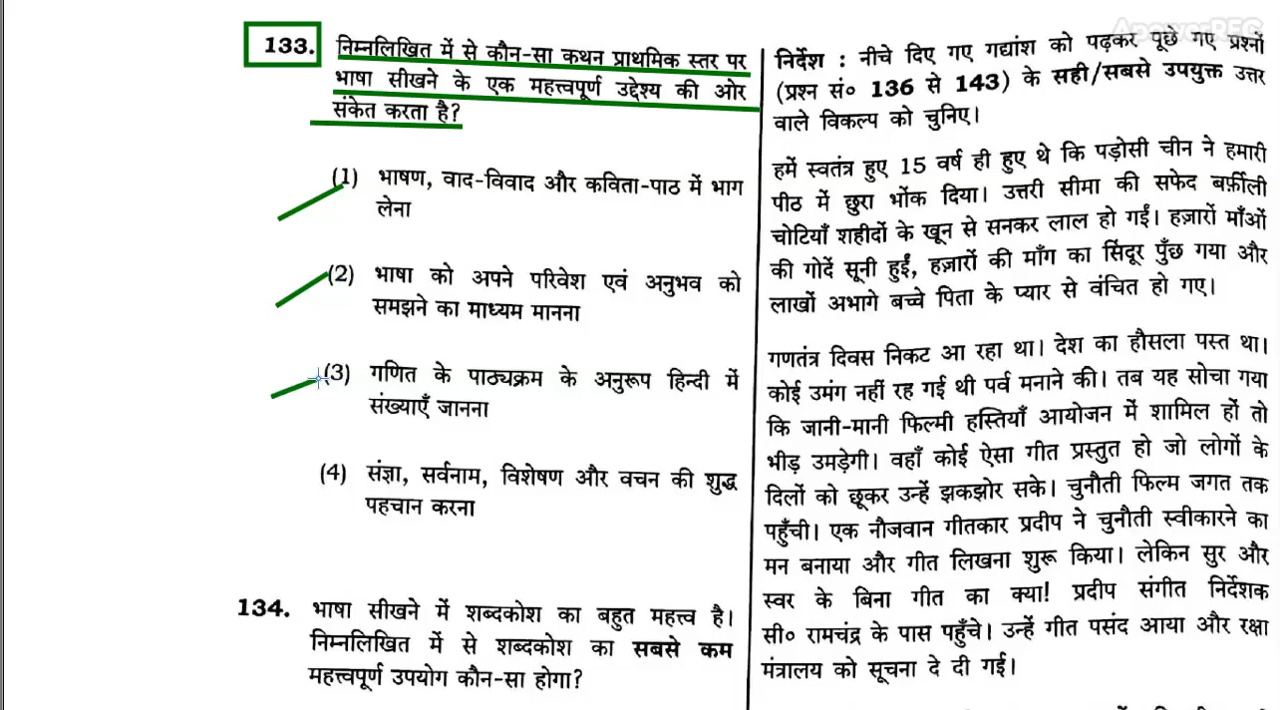 ApowerREC
133. निम्नलिखित में से कौन-सा कथन प्राथमिक स्तर पर
भाषा सीखने के एक महत्त्वपूर्ण उद्देश्य की ओर
संकेत करता है?
(1) भाषण, वाद-विवाद और कविता-पाठ में भाग
लेना
(2) भाषा को अपने परिवेश एवं अनुभव को
समझने का माध्यम मानना
(3) गणित के पाठ्यक्रम के अनुरूप हिन्दी में
संख्याएँ जानना
(4) संज्ञा, सर्वनाम, विशेषण और वचन की शुद्ध
पहचान करना
134. भाषा सीखने में शब्दकोश का बहुत महत्त्व है।
निम्नलिखित में से शब्दकोश का सबसे कम
महत्त्वपूर्ण उपयोग कौन-सा होगा?
निर्देश : नीचे दिए गए गद्यांश को पढ़कर पूछे गए प्रश्नों
(प्रश्न सं० 136 से 143) के सही/सबसे उपयुक्त उत्तर
वाले विकल्प को चुनिए।
हमें स्वतंत्र हुए 15 वर्ष ही हुए थे कि पड़ोसी चीन ने हमारी
पीठ में छुरा भोंक दिया। उत्तरी सीमा की सफेद बर्फ़ीली
चोटियाँ शहीदों के खून से सनकर लाल हो गईं। हज़ारों माँओं
की गोदें सूनी हुईं, हज़ारों की माँग का सिंदूर पुँछ गया और
लाखों अभागे बच्चे पिता के प्यार से वंचित हो गए।
गणतंत्र दिवस निकट आ रहा था। देश का हौसला पस्त था।
कोई उमंग नहीं रह गई थी पर्व मनाने की। तब यह सोचा गया
कि जानी-मानी फिल्मी हस्तियाँ आयोजन में शामिल हों तो
भीड़ उमड़ेगी। वहाँ कोई ऐसा गीत प्रस्तुत हो जो लोगों के
दिलों को छूकर उन्हें झकझोर सके। चुनौती फिल्म जगत तक
पहुँची। एक नौजवान गीतकार प्रदीप ने चुनौती स्वीकारने का
मन बनाया और गीत लिखना शुरू किया। लेकिन सुर और
स्वर के बिना गीत का क्या! प्रदीप संगीत निर्देशक
सी० रामचंद्र के पास पहुँचे। उन्हें गीत पसंद आया और रक्षा
मंत्रालय को सूचना दे दी गई।